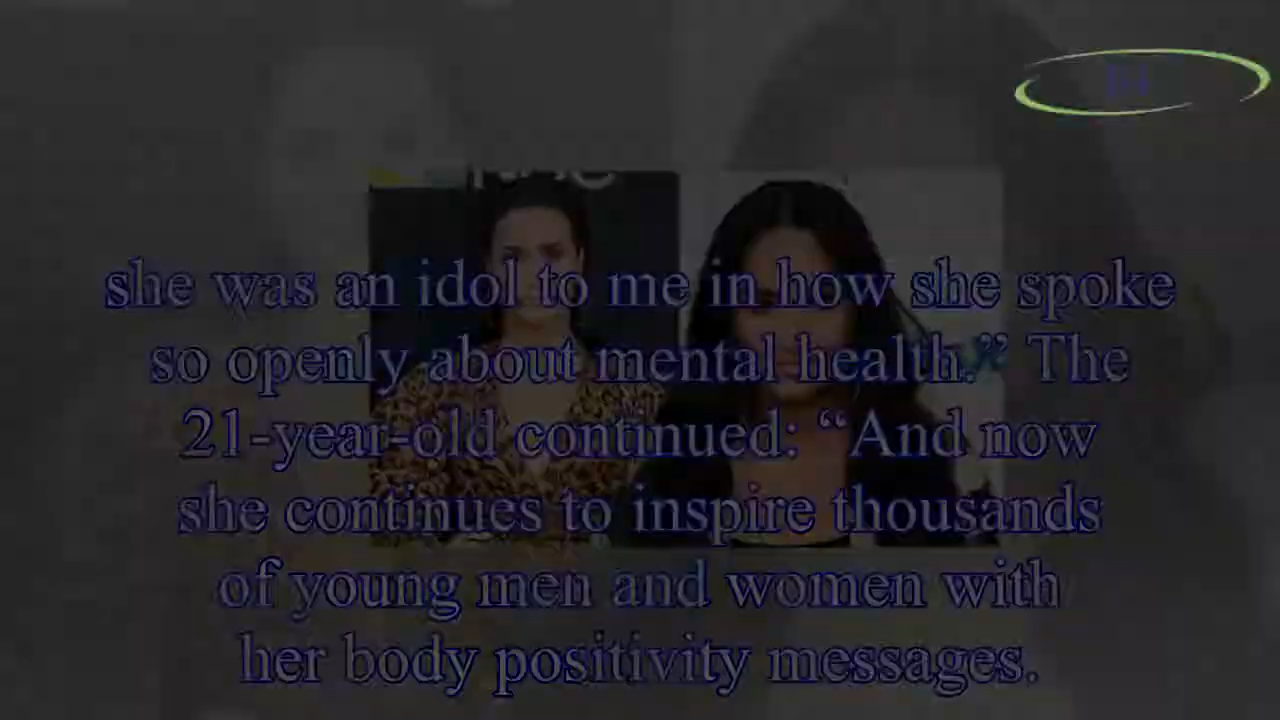 she was an idol to me in how she spoke
so openly about mental health.” The
21-year-old continued: “And now
she continues to inspire thousands
of young men and women with
her body positivity messages.